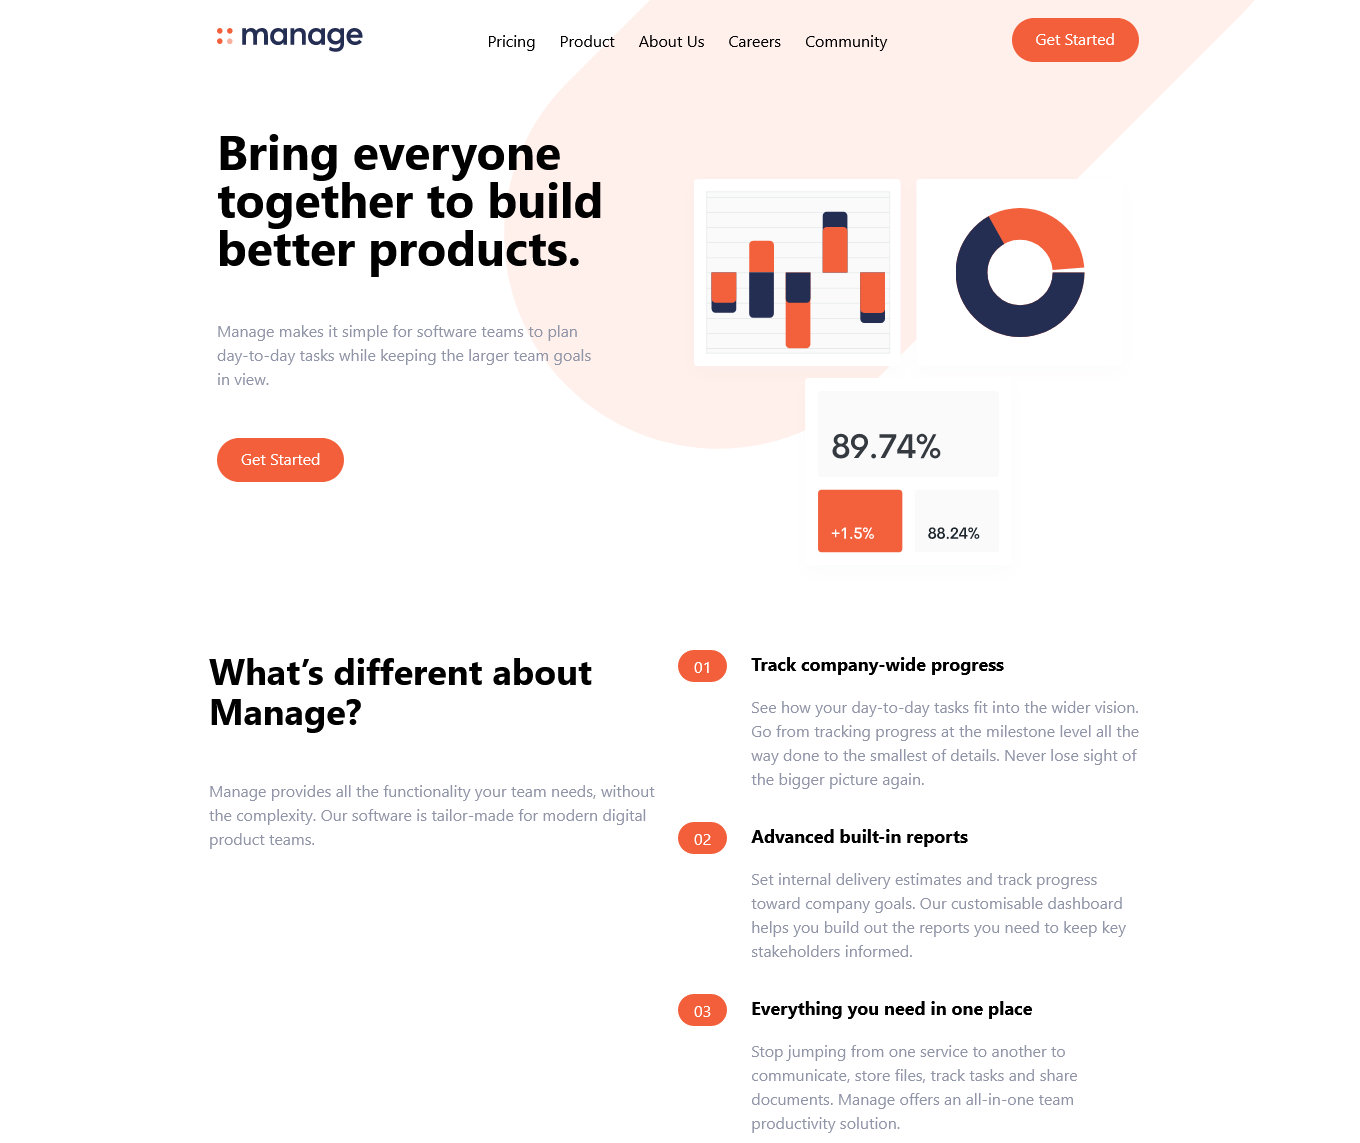 manage
Pricing Product About Us Careers Community
Get Started
Bring everyone
together to build
better products.
Manage makes it simple for software teams to plan
day-to-day tasks while keeping the larger team goals
in view.
Get Started
89.74%
+1.5%
88.24%
What’s different about
Manage?
Manage provides all the functionality your team needs, without
the complexity. Our software is tailor-made for modern digital
product teams.
01
Track company-wide progress
See how your day-to-day tasks fit into the wider vision.
Go from tracking progress at the milestone level all the
way done to the smallest of details. Never lose sight of
the bigger picture again.
02
Advanced built-in reports
Set internal delivery estimates and track progress
toward company goals. Our customisable dashboard
helps you build out the reports you need to keep key
stakeholders informed.
03
Everything you need in one place
Stop jumping from one service to another to
communicate, store files, track tasks and share
documents. Manage offers an all-in-one team
productivity solution.